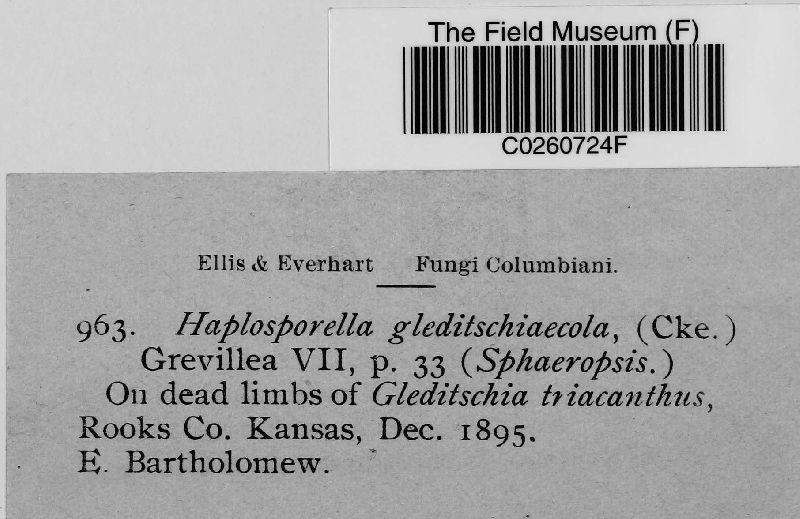 The Field Museum (F)
C0260724F
Ellis & Everhart Fungi Columbiani.
963. Haplosporella gleditschiaecola, (Cke.)
Grevillea VII, p. 33 (Sphaeropsis.)
On dead limbs of Gleditschia triacanthus,
Rooks Co. Kansas, Dec. 1895.
E. Bartholomew.